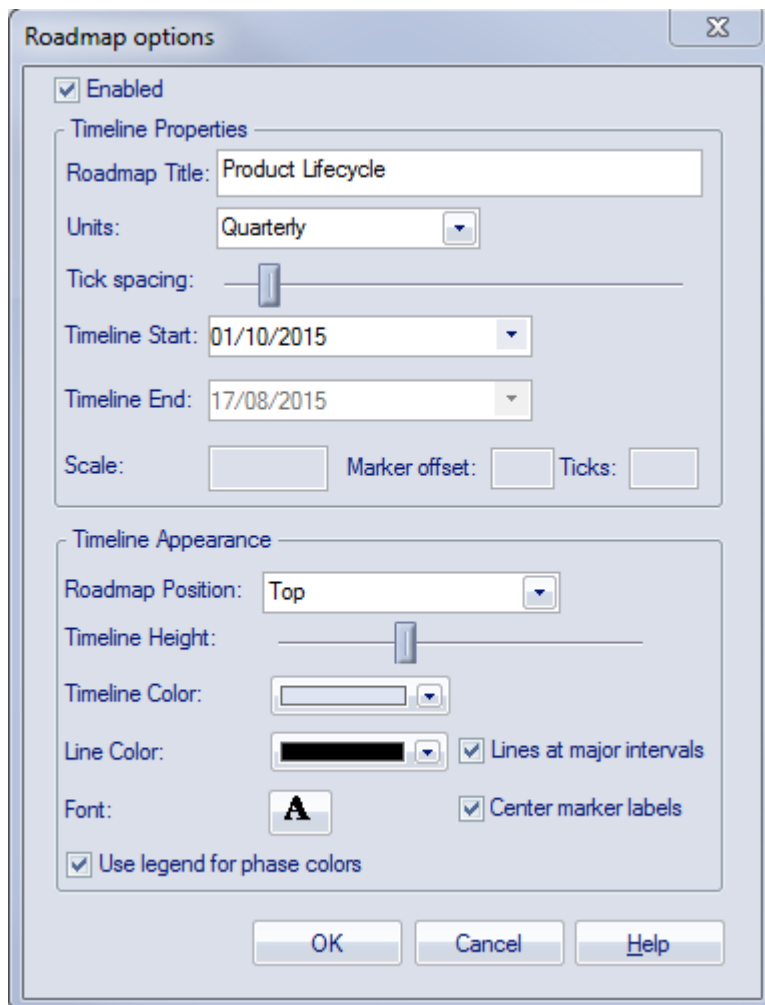 Roadmap options
Enabled
Timeline Properties
Roadmap Title: Product Lifecycle
Units: Quarterly
Tick spacing:
Timeline Start: 01/10/2015
Timeline End: 17/08/2015
Scale: Marker offset: Ticks:
Timeline Appearance
Roadmap Position: Top
Timeline Height:
Timeline Color:
Line Color: Lines at major intervals
Font: A Center marker labels
Use legend for phase colors
OK Cancel Help